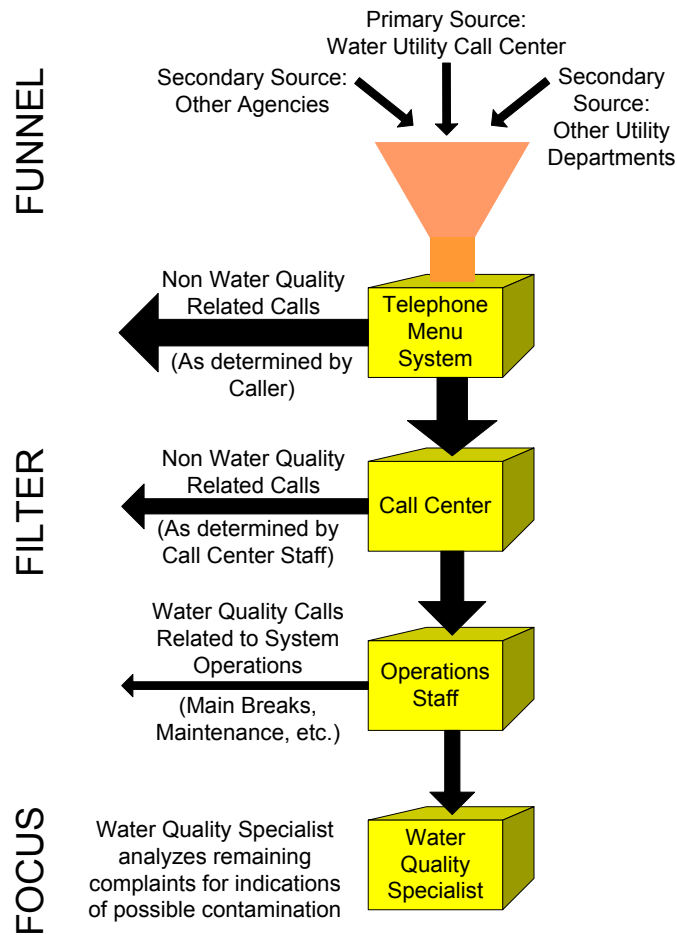 FUNNEL
Primary Source:
Water Utility Call Center
Secondary Source:
Other Agencies
Secondary
Source:
Other Utility
Departments
Non Water Quality
Related Calls
(As determined by
Caller)
Telephone
Menu
System
FILTER
Non Water Quality
Related Calls
(As determined by
Call Center Staff)
Call Center
Water Quality Calls
Related to System
Operations
(Main Breaks,
Maintenance, etc.)
Operations
Staff
FOCUS
Water Quality Specialist
analyzes remaining
complaints for indications
of possible contamination
Water
Quality
Specialist